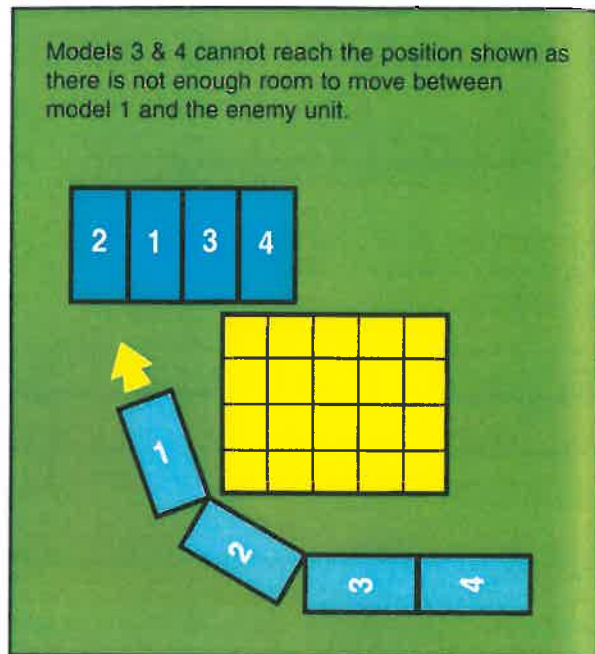 Models 3 & 4 cannot reach the position shown as
there is not enough room to move between
model 1 and the enemy unit.
2 1 3 4
1
2
3 4